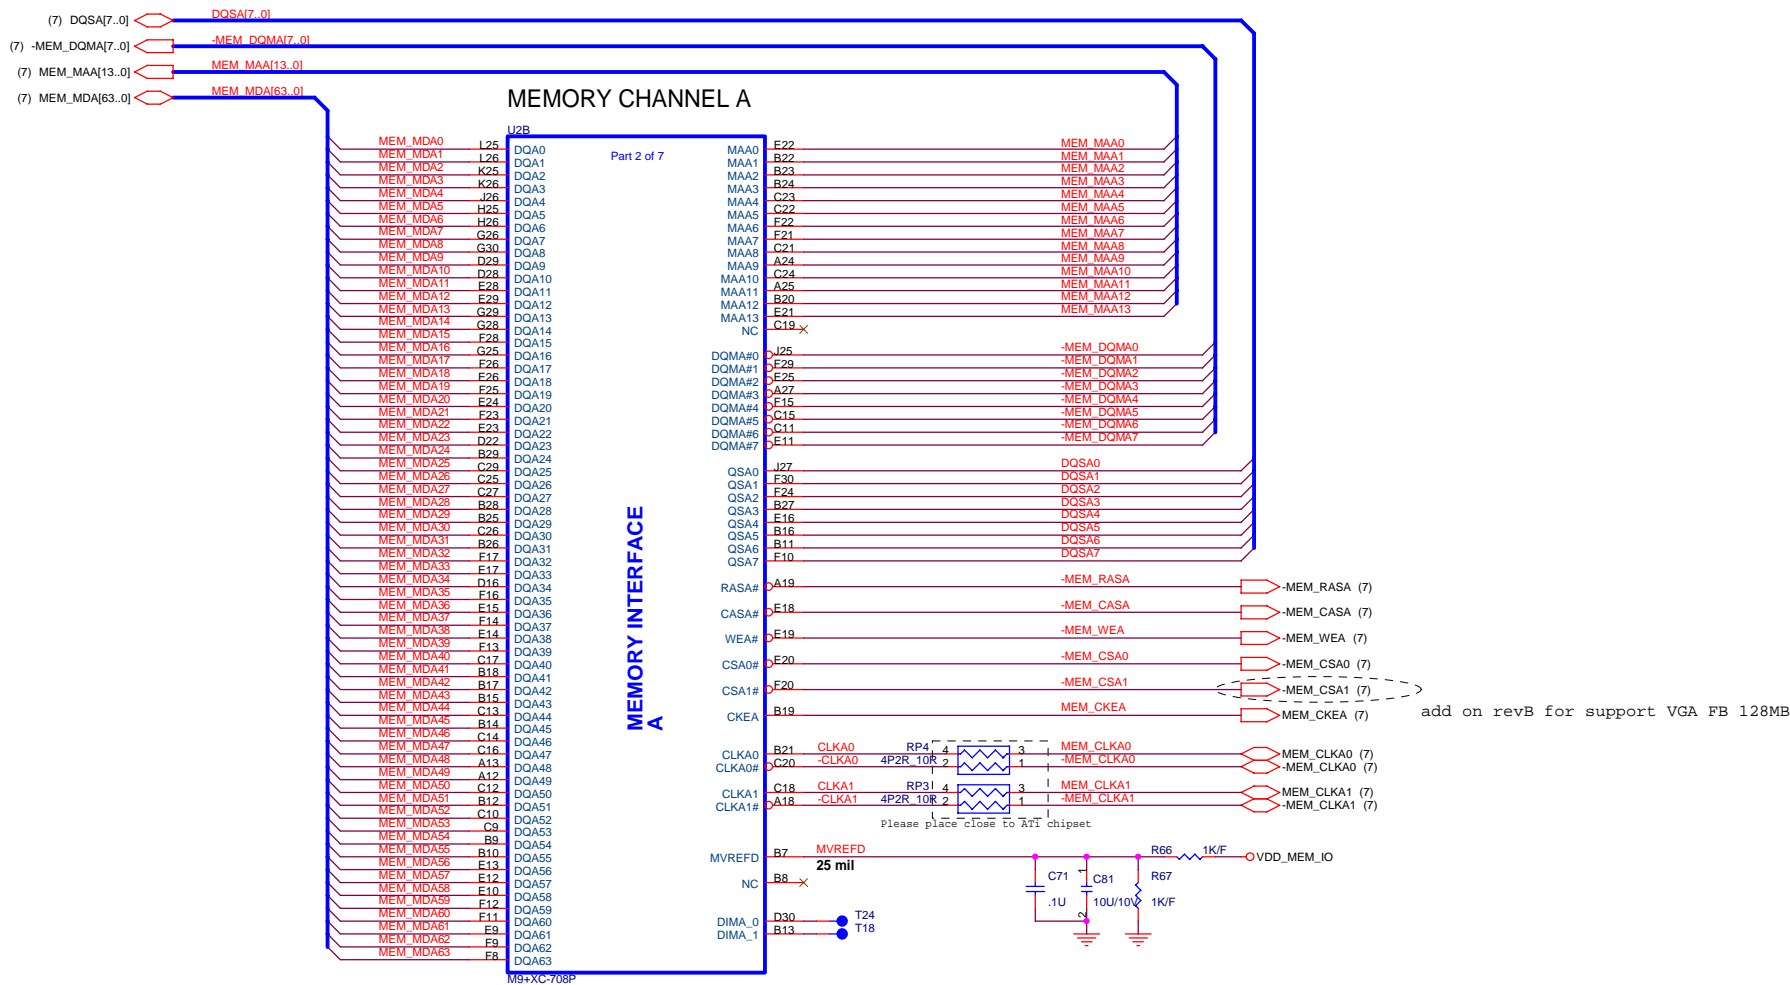 (7) DQSA[7..0] DQSA[7..0]
(7) -MEM_DQMA[7..0] -MEM_DQMA[7..0]
(7) MEM_MAA[13..0] MEM_MAA[13..0]
(7) MEM_MDA[63..0] MEM_MDA[63..0]
MEMORY CHANNEL A
U2B
Part 2 of 7
MEM_MDA0 L25 DQA0
MEM_MDA1 L26 DQA1
MEM_MDA2 K25 DQA2
MEM_MDA3 K26 DQA3
MEM_MDA4 J26 DQA4
MEM_MDA5 H25 DQA5
MEM_MDA6 H26 DQA6
MEM_MDA7 G26 DQA7
MEM_MDA8 G30 DQA8
MEM_MDA9 D29 DQA9
MEM_MDA10 D28 DQA10
MEM_MDA11 E28 DQA11
MEM_MDA12 E29 DQA12
MEM_MDA13 G29 DQA13
MEM_MDA14 G28 DQA14
MEM_MDA15 F28 DQA15
MEM_MDA16 G25 DQA16
MEM_MDA17 F26 DQA17
MEM_MDA18 E26 DQA18
MEM_MDA19 F25 DQA19
MEM_MDA20 E24 DQA20
MEM_MDA21 F23 DQA21
MEM_MDA22 E23 DQA22
MEM_MDA23 D22 DQA23
MEM_MDA24 B29 DQA24
MEM_MDA25 C29 DQA25
MEM_MDA26 C25 DQA26
MEM_MDA27 C27 DQA27
MEM_MDA28 B28 DQA28
MEM_MDA29 B25 DQA29
MEM_MDA30 C26 DQA30
MEM_MDA31 B26 DQA31
MEM_MDA32 F17 DQA32
MEM_MDA33 E17 DQA33
MEM_MDA34 D16 DQA34
MEM_MDA35 F16 DQA35
MEM_MDA36 E15 DQA36
MEM_MDA37 F14 DQA37
MEM_MDA38 E14 DQA38
MEM_MDA39 F13 DQA39
MEM_MDA40 C17 DQA40
MEM_MDA41 B18 DQA41
MEM_MDA42 B17 DQA42
MEM_MDA43 B15 DQA43
MEM_MDA44 C13 DQA44
MEM_MDA45 B14 DQA45
MEM_MDA46 C14 DQA46
MEM_MDA47 C16 DQA47
MEM_MDA48 A13 DQA48
MEM_MDA49 A12 DQA49
MEM_MDA50 C12 DQA50
MEM_MDA51 B12 DQA51
MEM_MDA52 C10 DQA52
MEM_MDA53 C9 DQA53
MEM_MDA54 B9 DQA54
MEM_MDA55 B10 DQA55
MEM_MDA56 E13 DQA56
MEM_MDA57 E12 DQA57
MEM_MDA58 E10 DQA58
MEM_MDA59 F12 DQA59
MEM_MDA60 F11 DQA60
MEM_MDA61 E9 DQA61
MEM_MDA62 F9 DQA62
MEM_MDA63 F8 DQA63
MEMORY INTERFACE
A
MAA0 E22 MEM_MAA0
MAA1 B22 MEM_MAA1
MAA2 B23 MEM_MAA2
MAA3 B24 MEM_MAA3
MAA4 C23 MEM_MAA4
MAA5 C22 MEM_MAA5
MAA6 F22 MEM_MAA6
MAA7 F21 MEM_MAA7
MAA8 C21 MEM_MAA8
MAA9 A24 MEM_MAA9
MAA10 C24 MEM_MAA10
MAA11 A25 MEM_MAA11
MAA12 B20 MEM_MAA12
MAA13 E21 MEM_MAA13
NC C19
DQMA#0 J25 -MEM_DQMA0
DQMA#1 F29 -MEM_DQMA1
DQMA#2 E25 -MEM_DQMA2
DQMA#3 A27 -MEM_DQMA3
DQMA#4 F15 -MEM_DQMA4
DQMA#5 C15 -MEM_DQMA5
DQMA#6 C11 -MEM_DQMA6
DQMA#7 E11 -MEM_DQMA7
QSA0 J27 DQSA0
QSA1 F30 DQSA1
QSA2 F24 DQSA2
QSA3 B27 DQSA3
QSA4 E16 DQSA4
QSA5 B16 DQSA5
QSA6 B11 DQSA6
QSA7 F10 DQSA7
RASA# A19 -MEM_RASA -MEM_RASA (7)
CASA# E18 -MEM_CASA -MEM_CASA (7)
WEA# E19 -MEM_WEA -MEM_WEA (7)
CSA0# E20 -MEM_CSA0 -MEM_CSA0 (7)
CSA1# F20 -MEM_CSA1 -MEM_CSA1 (7)
CKEA B19 MEM_CKEA MEM_CKEA (7)
add on revB for support VGA FB 128MB
CLKA0 B21 CLKA0 RP4 4 3 MEM_CLKA0 MEM_CLKA0 (7)
CLKA0# C20 -CLKA0 4P2R_10R 2 1 -MEM_CLKA0 -MEM_CLKA0 (7)
CLKA1 C18 CLKA1 RP3 4 3 MEM_CLKA1 MEM_CLKA1 (7)
CLKA1# A18 -CLKA1 4P2R_10R 2 1 -MEM_CLKA1 -MEM_CLKA1 (7)
Please place close to ATi chipset
MVREFD B7 MVREFD R66 1K/F VDD_MEM_IO
25 mil
NC B8
C71 1 C81 R67
.1U 10U/10V 1K/F
2
DIMA_0 D30 T24
DIMA_1 B13 T18
M9+XC-708P